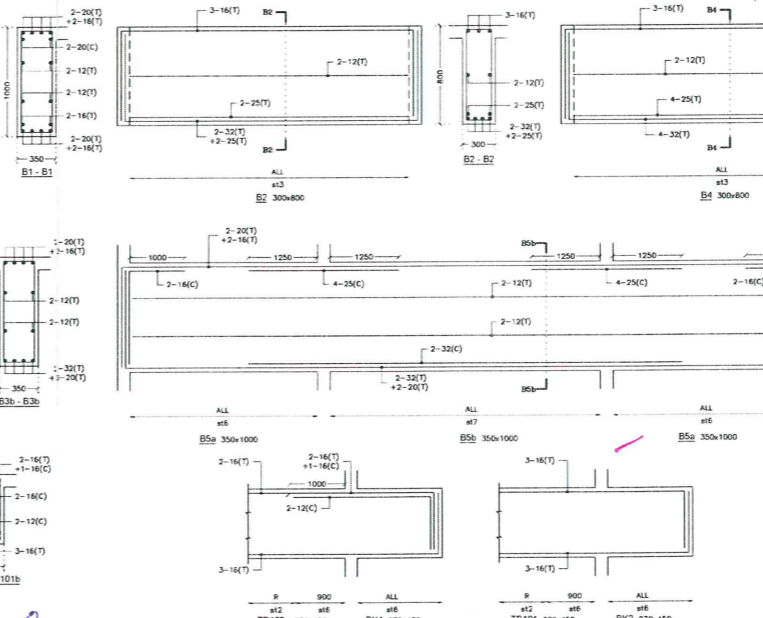 2-20(T)
+2-16(T)
2-20(C)
2-12(T)
2-12(T)
2-16(T)
2-20(T)
+2-16(T)
1000
350
B1 - B1
B2
3-16(T)
2-12(T)
2-25(T)
2-32(T)
+2-25(T)
B2
ALL
st3
B2 300x800
3-16(T)
800
2-12(T)
2-25(T)
2-32(T)
+2-25(T)
300
B2 - B2
3-16(T)
B4
2-12(T)
4-25(T)
4-32(T)
B4
ALL
st3
B4 300x800
-20(T)
-16(T)
2-12(T)
2-12(T)
-32(T)
-20(T)
350
B3b - B3b
2-20(T)
+2-16(T)
1000
1250
1250
B5b
1250
1250
2-16(C)
4-25(C)
2-12(T)
4-25(C)
2-16(C)
2-12(T)
2-32(C)
2-32(T)
+2-20(T)
B5b
ALL
st6
ALL
st7
ALL
st6
B5a 350x1000
B5b 350x1000
B5a 350x1000
2-16(T)
+1-16(C)
2-16(C)
2-12(C)
3-16(T)
101b
2-16(T)
2-16(T)
+1-16(C)
1000
2-12(C)
3-16(T)
R
900
ALL
st2
st6
st6
3-16(T)
3-16(T)
R
900
ALL
st2
st6
st6